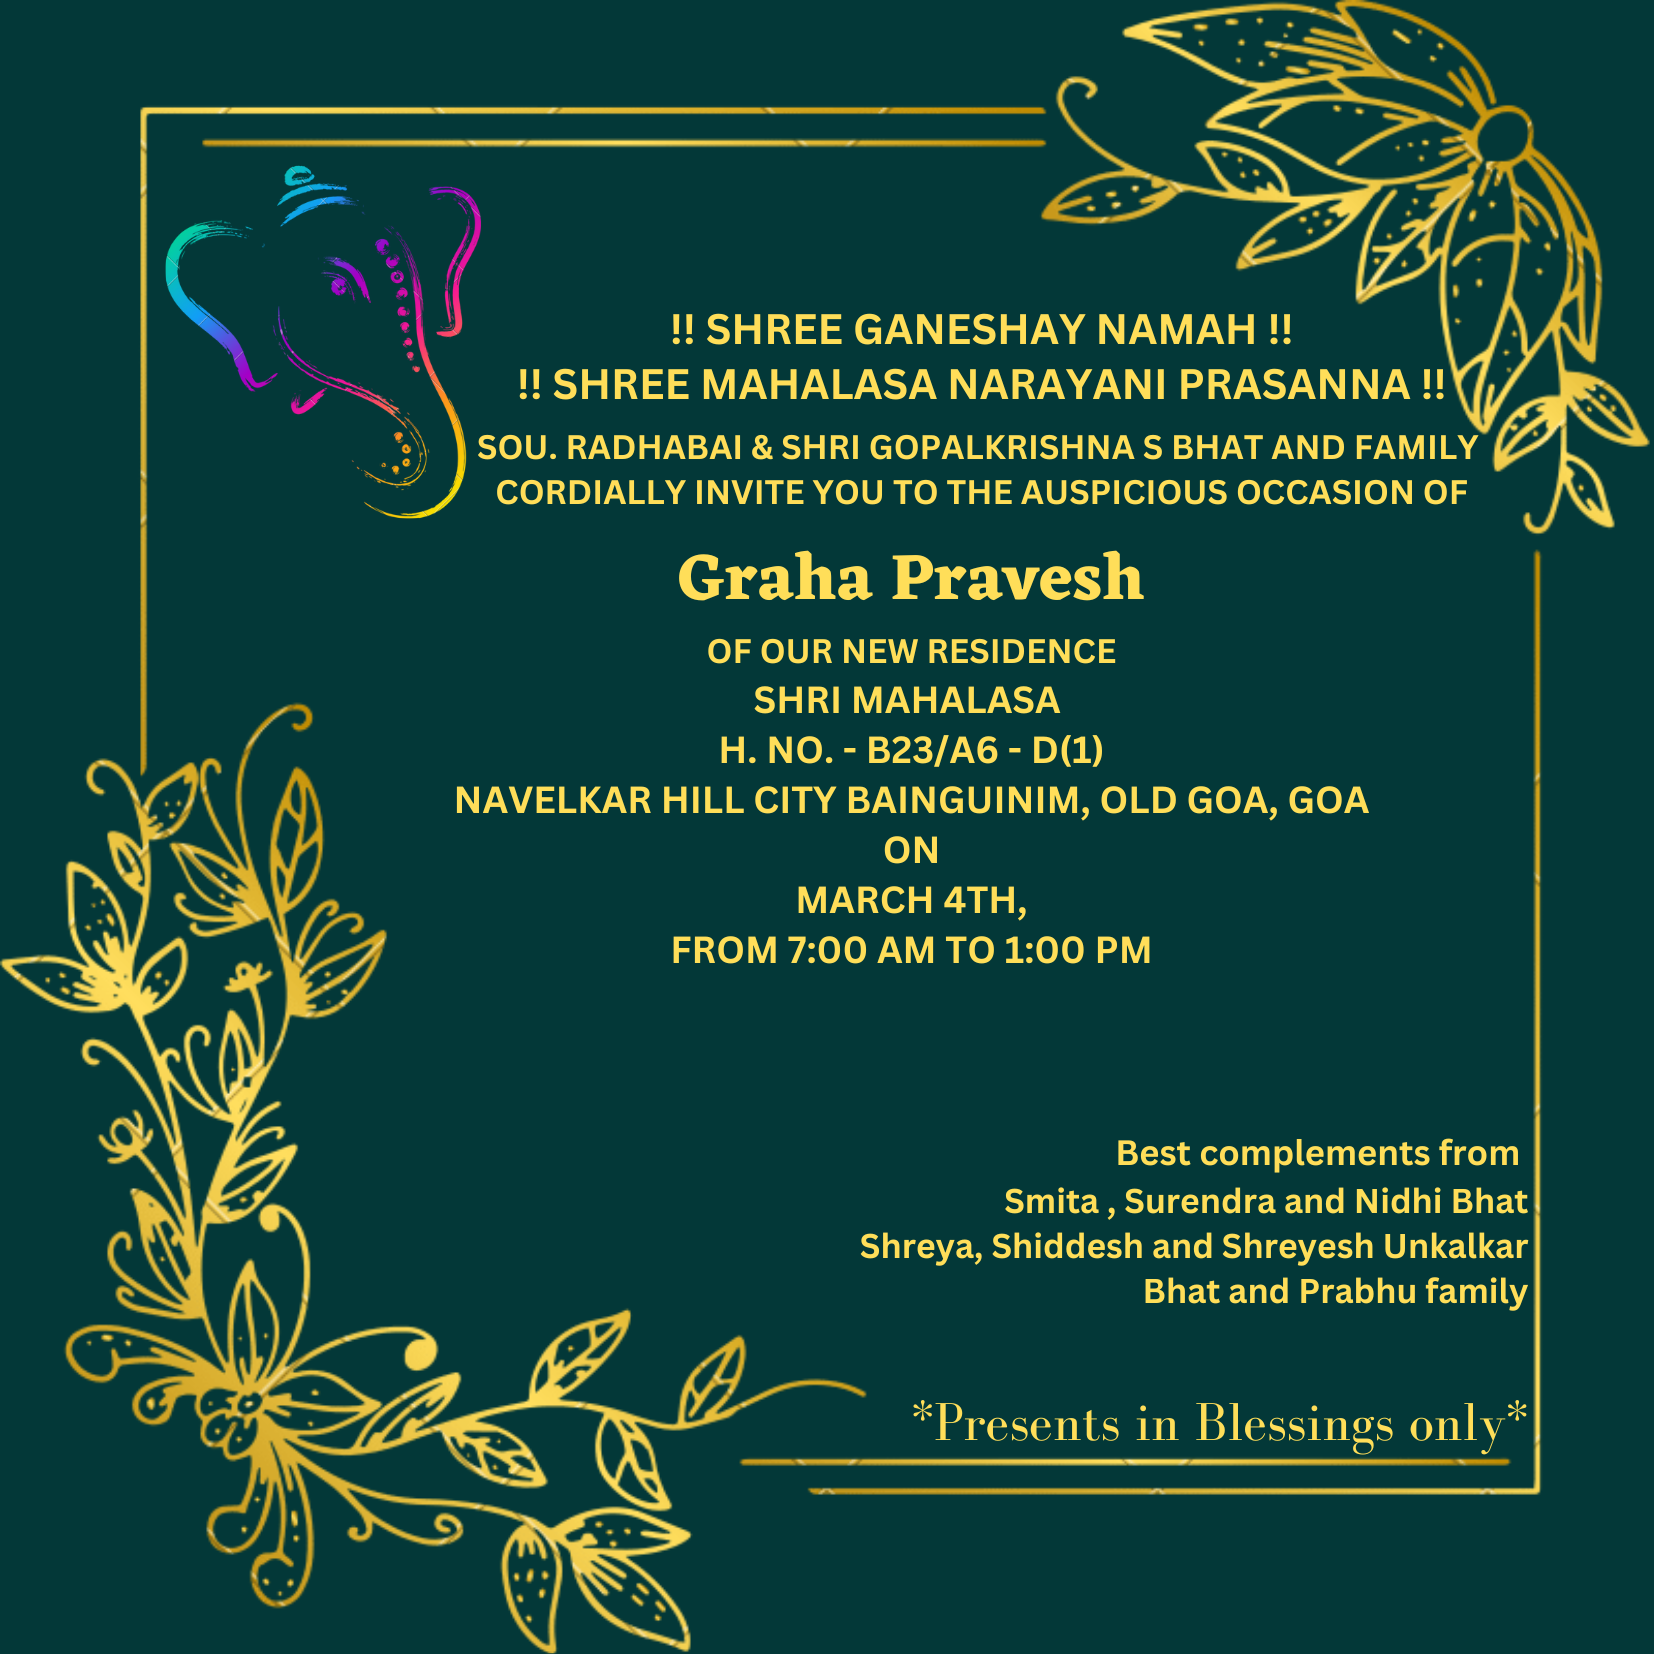 !! SHREE GANESHAY NAMAH !!
!! SHREE MAHALASA NARAYANI PRASANNA !!
SOU. RADHABAI & SHRI GOPALKRISHNA S BHAT AND FAMILY
CORDIALLY INVITE YOU TO THE AUSPICIOUS OCCASION OF
Graha Pravesh
OF OUR NEW RESIDENCE
SHRI MAHALASA
H. NO. - B23/A6 - D(1)
NAVELKAR HILL CITY BAINGUINIM, OLD GOA, GOA
ON
MARCH 4TH,
FROM 7:00 AM TO 1:00 PM
Best complements from
Smita , Surendra and Nidhi Bhat
Shreya, Shiddesh and Shreyesh Unkalkar
Bhat and Prabhu family
*Presents in Blessings only*